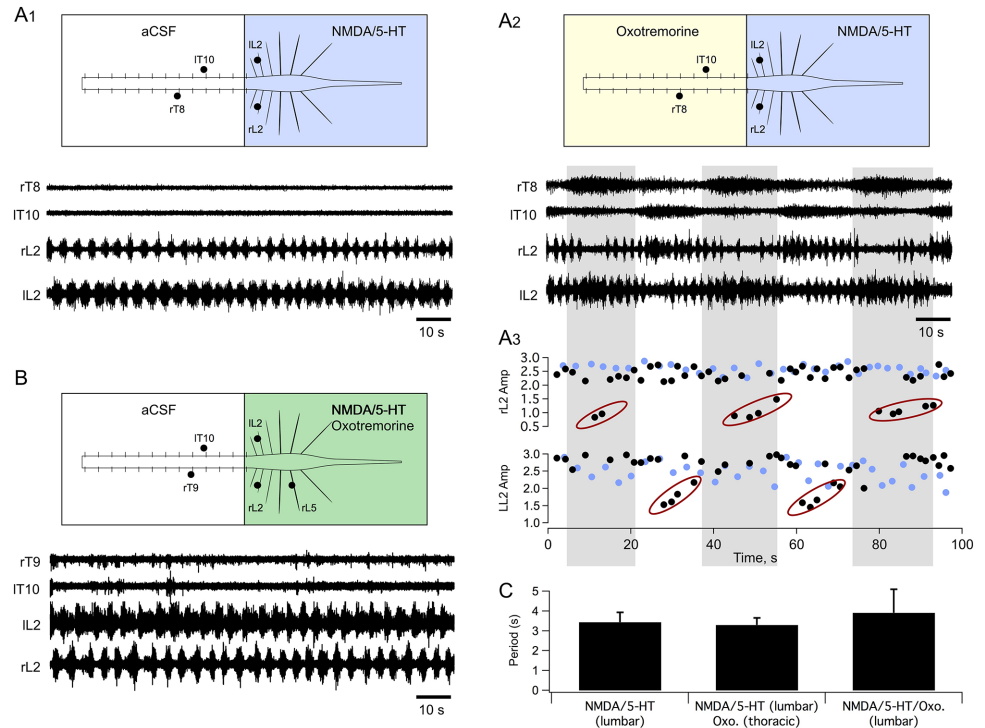 A1
aCSF
NMDA/5-HT
lL2
lT10
rT8
rL2
rT8
lT10
rL2
lL2
10 s
A2
Oxotremorine
NMDA/5-HT
lL2
lT10
rT8
rL2
rT8
lT10
rL2
lL2
10 s
A3
rL2 Amp
3.0
2.5
2.0
1.5
1.0
0.5
LL2 Amp
3.0
2.5
2.0
1.5
1.0
0 20 40 60 80 100
Time, s
B
aCSF
NMDA/5-HT
Oxotremorine
lL2
lT10
rT9
rL2
rL5
rT9
lT10
lL2
rL2
10 s
C
Period (s)
5
4
3
2
1
0
NMDA/5-HT
(lumbar)
NMDA/5-HT (lumbar)
Oxo. (thoracic)
NMDA/5-HT/Oxo.
(lumbar)